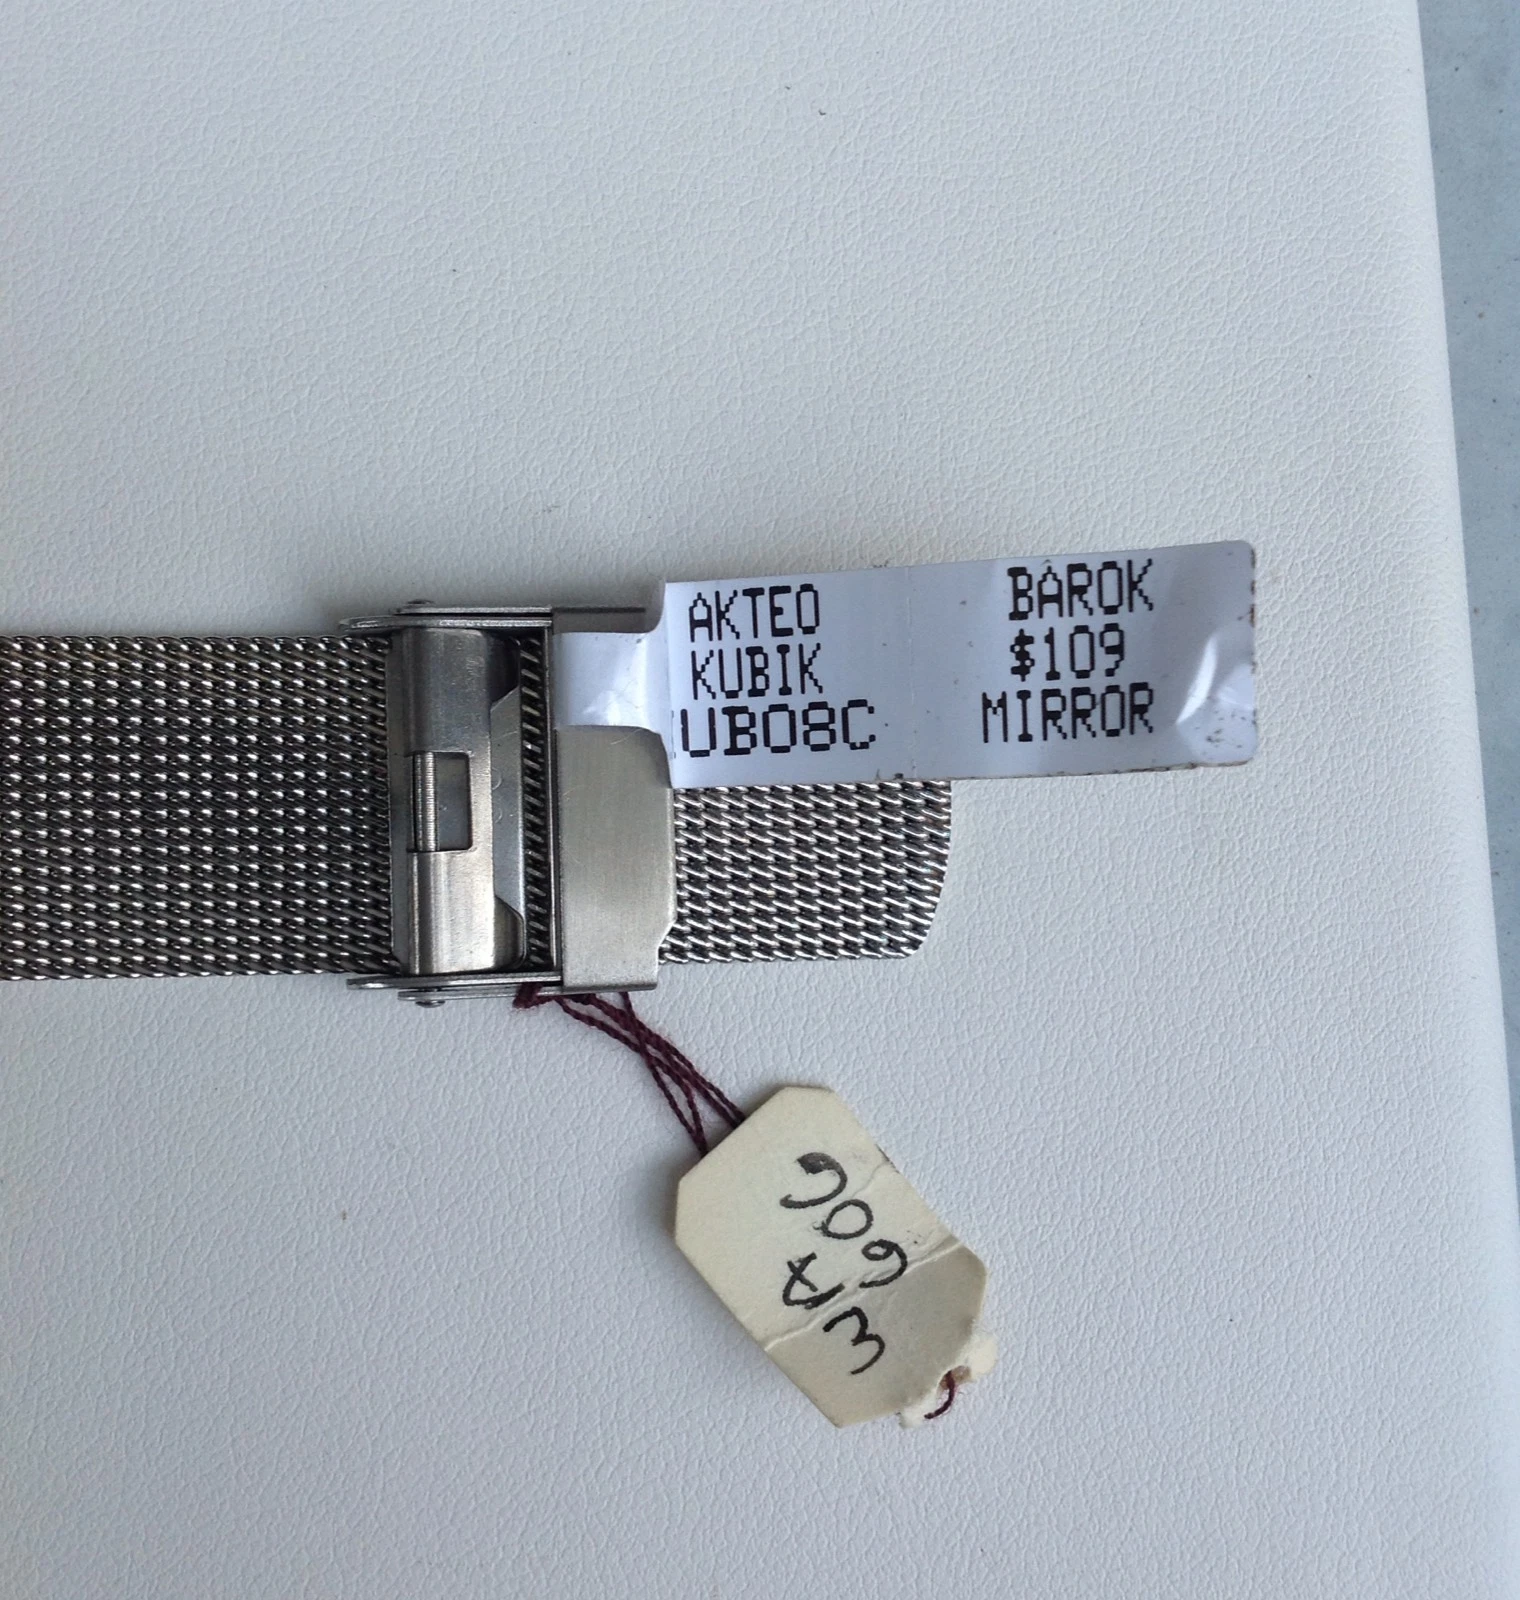 AKTEO
KUBIK
UB08C
BAROK
$109
MIRROR